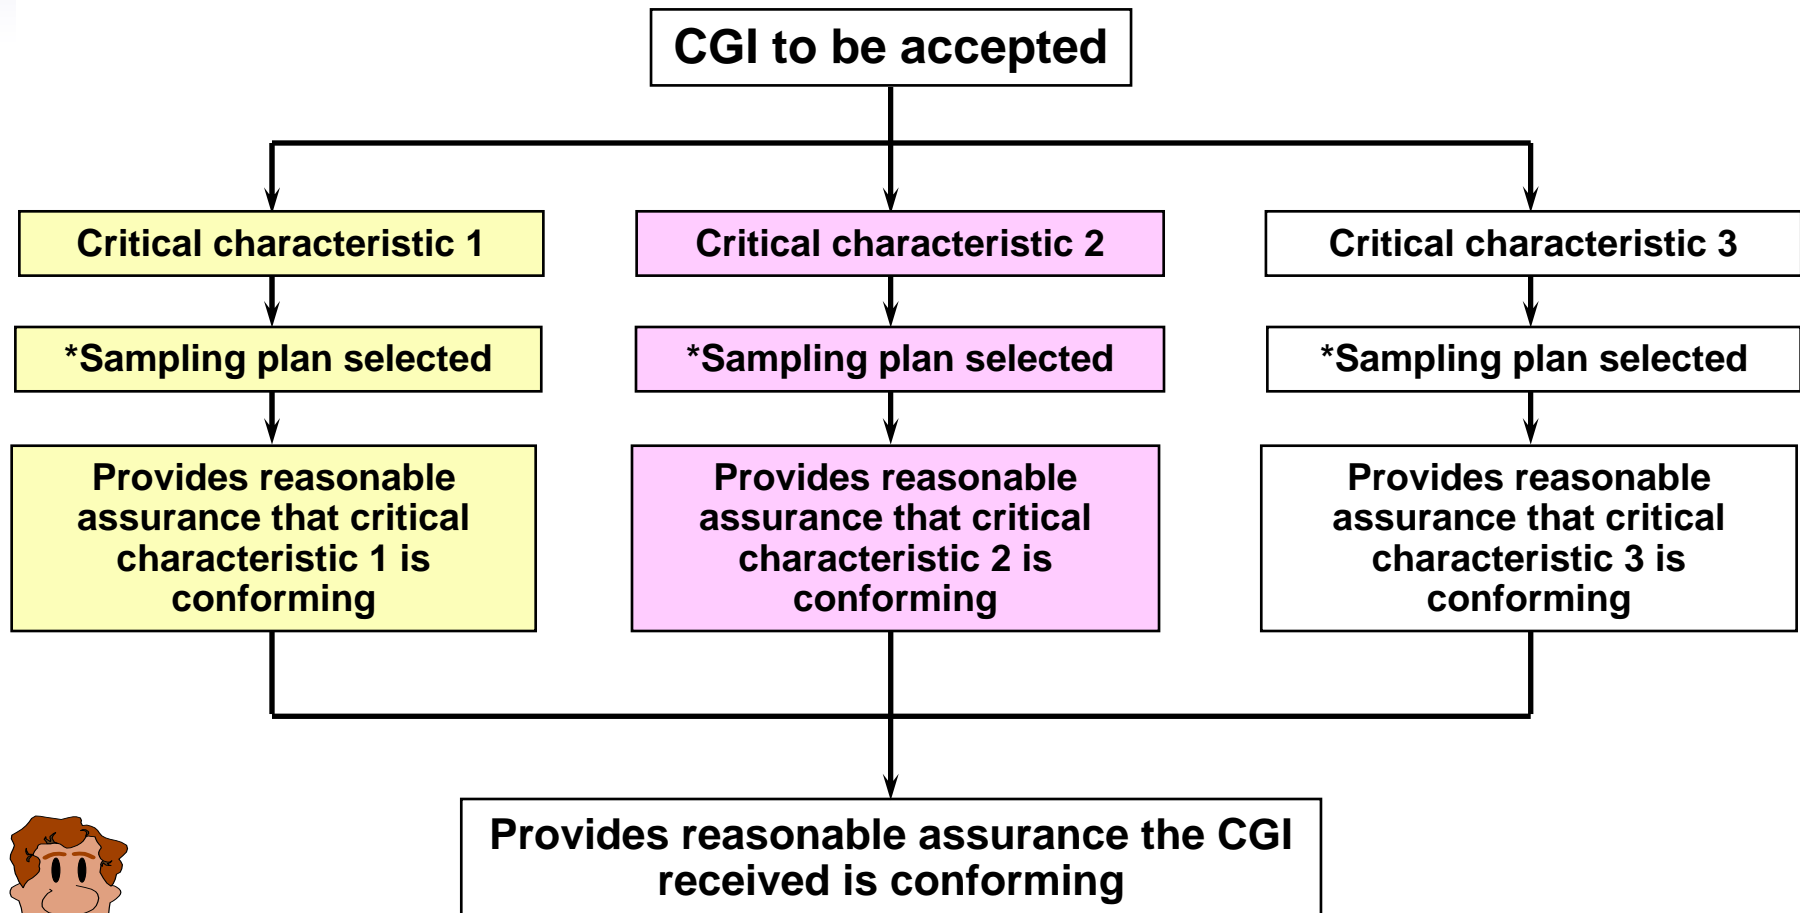 CGI to be accepted
Critical characteristic 1
Critical characteristic 2
Critical characteristic 3
*Sampling plan selected
*Sampling plan selected
*Sampling plan selected
Provides reasonable
assurance that critical
characteristic 1 is
conforming
Provides reasonable
assurance that critical
characteristic 2 is
conforming
Provides reasonable
assurance that critical
characteristic 3 is
conforming
Provides reasonable assurance the CGI
received is conforming